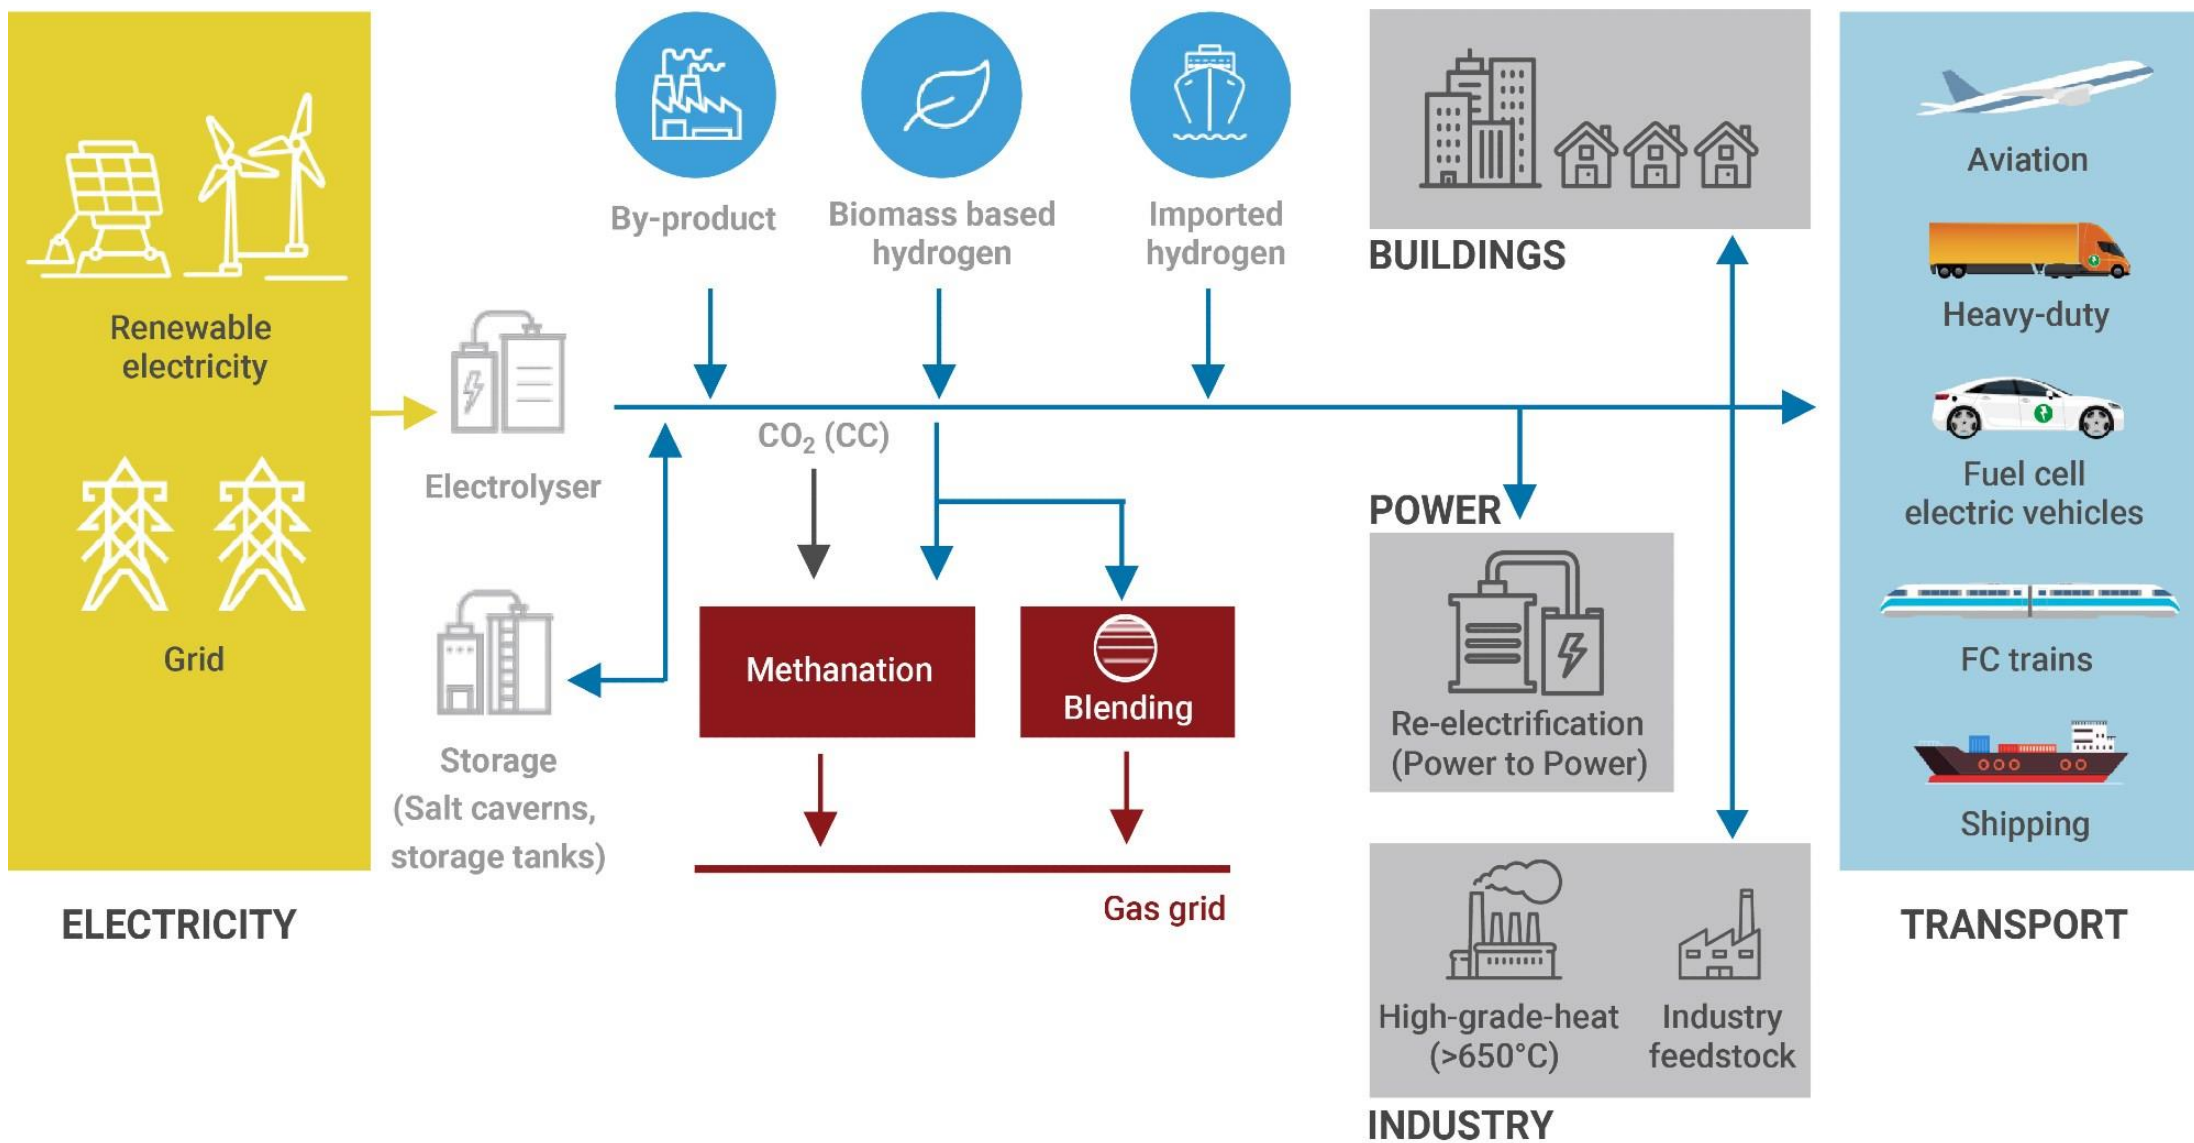 Renewable
electricity
Grid
ELECTRICITY
Electrolyser
Storage
(Salt caverns,
storage tanks)
By-product
Biomass based
hydrogen
Imported
hydrogen
CO₂ (CC)
Methanation
Blending
Gas grid
BUILDINGS
POWER
Re-electrification
(Power to Power)
High-grade-heat
(>650°C)
Industry
feedstock
INDUSTRY
Aviation
Heavy-duty
Fuel cell
electric vehicles
FC trains
Shipping
TRANSPORT